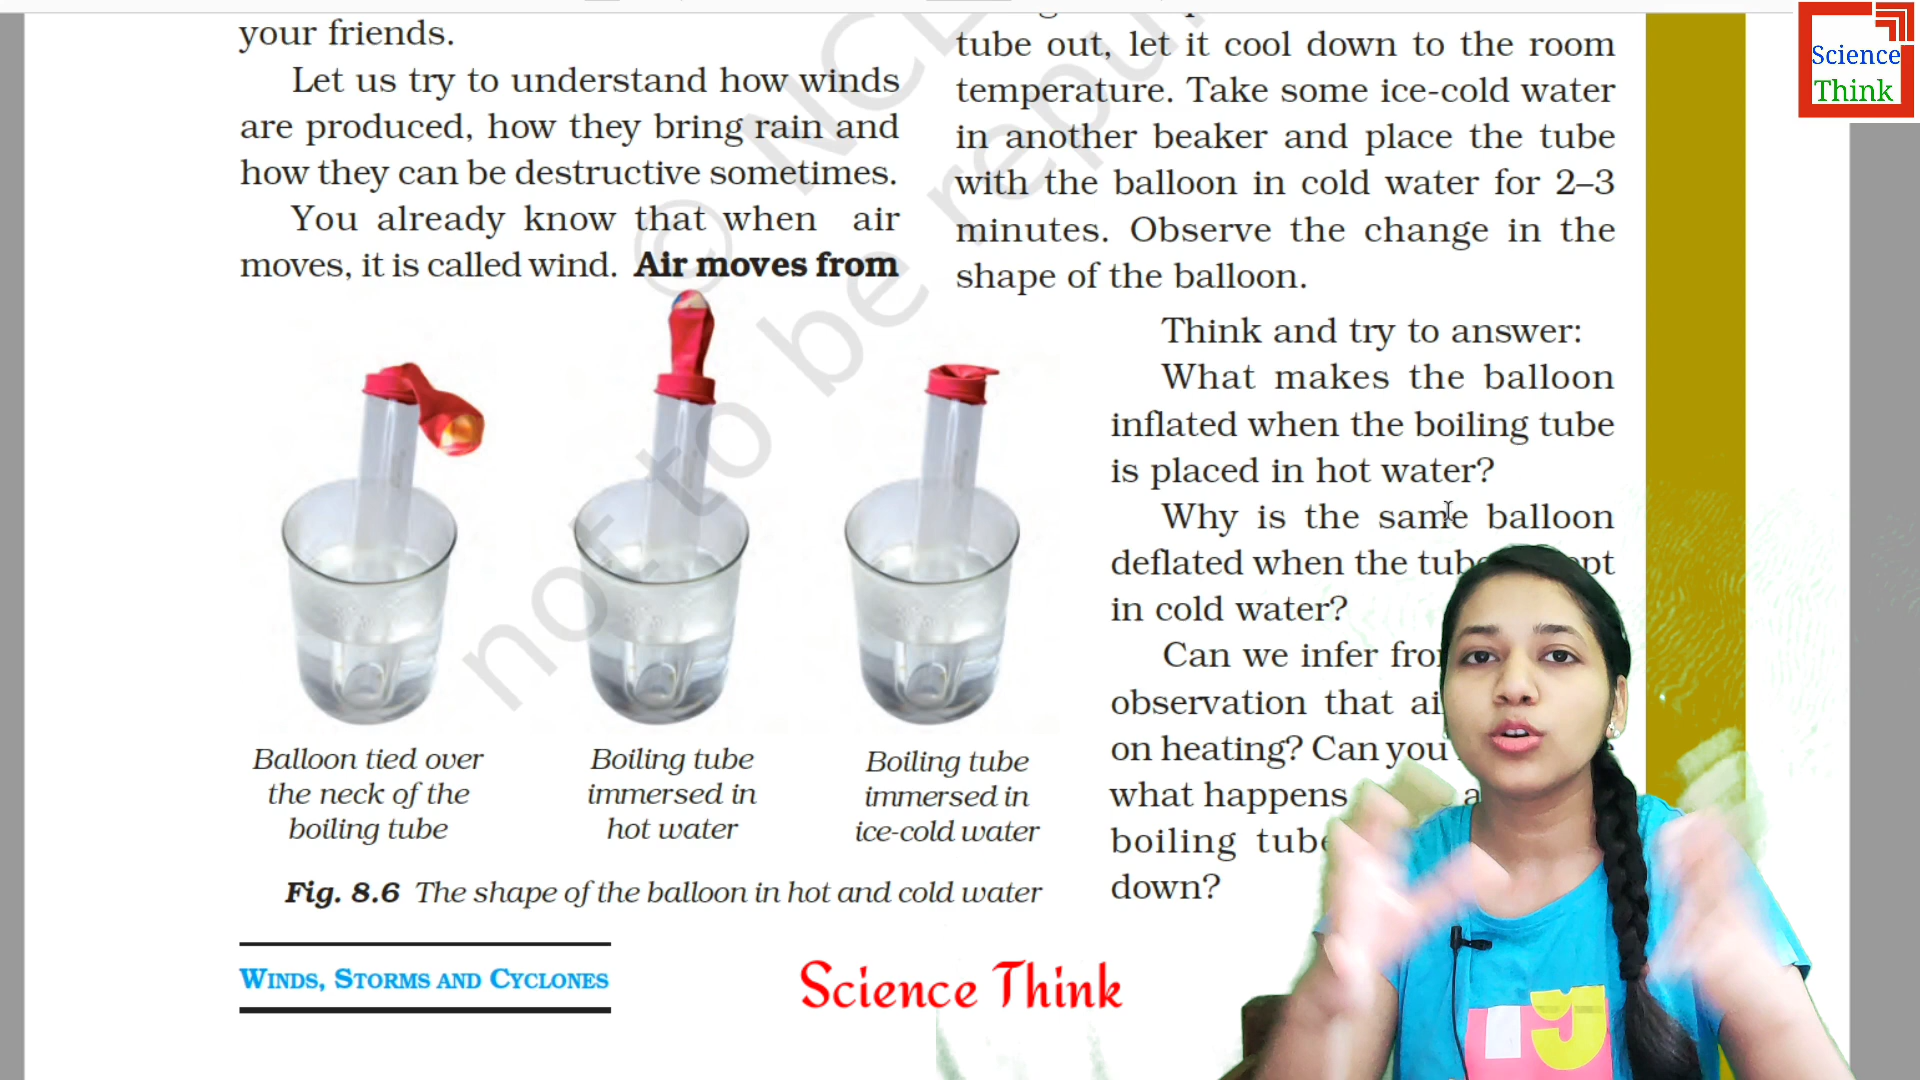 your friends.
Let us try to understand how winds
are produced, how they bring rain and
how they can be destructive sometimes.
You already know that when air
moves, it is called wind. Air moves from
Balloon tied over
the neck of the
boiling tube
Boiling tube
immersed in
hot water
Boiling tube
immersed in
ice-cold water
Fig. 8.6 The shape of the balloon in hot and cold water
tube out, let it cool down to the room
temperature. Take some ice-cold water
in another beaker and place the tube
with the balloon in cold water for 2–3
minutes. Observe the change in the
shape of the balloon.
Think and try to answer:
What makes the balloon
inflated when the boiling tube
is placed in hot water?
Why is the same balloon
deflated when the
in cold water?
Can we infer
observation that
on heating? Can you
what happens
boiling
down?
WINDS, STORMS AND CYCLONES
Science Think
Science
Think
not to be
©